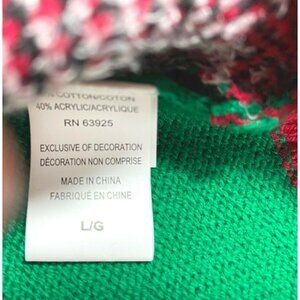 % COTTON/COTON
40% ACRYLIC/ACRYLIQUE
RN 63925
EXCLUSIVE OF DECORATION
DÉCORATION NON COMPRISE
MADE IN CHINA
FABRIQUÉ EN CHINE
L/G